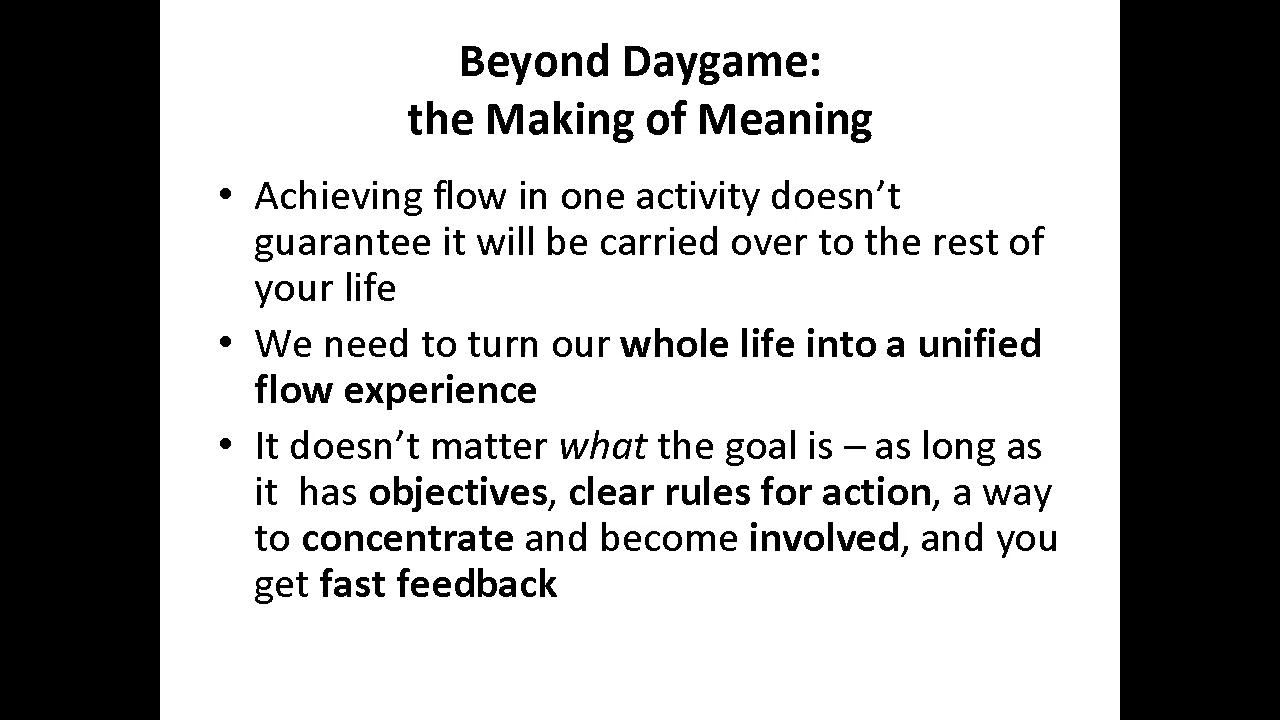 Beyond Daygame:
the Making of Meaning
• Achieving flow in one activity doesn’t
guarantee it will be carried over to the rest of
your life
• We need to turn our whole life into a unified
flow experience
• It doesn’t matter what the goal is – as long as
it  has objectives, clear rules for action, a way
to concentrate and become involved, and you
get fast feedback